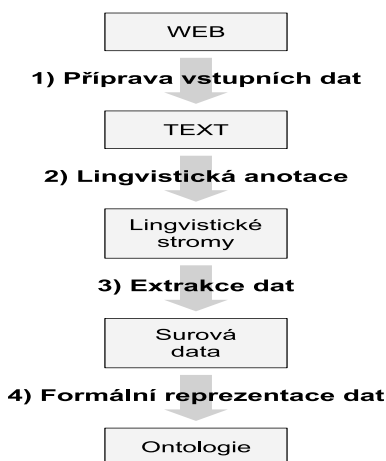 WEB
1) Příprava vstupních dat
TEXT
2) Lingvistická anotace
Lingvistické
stromy
3) Extrakce dat
Surová
data
4) Formální reprezentace dat
Ontologie